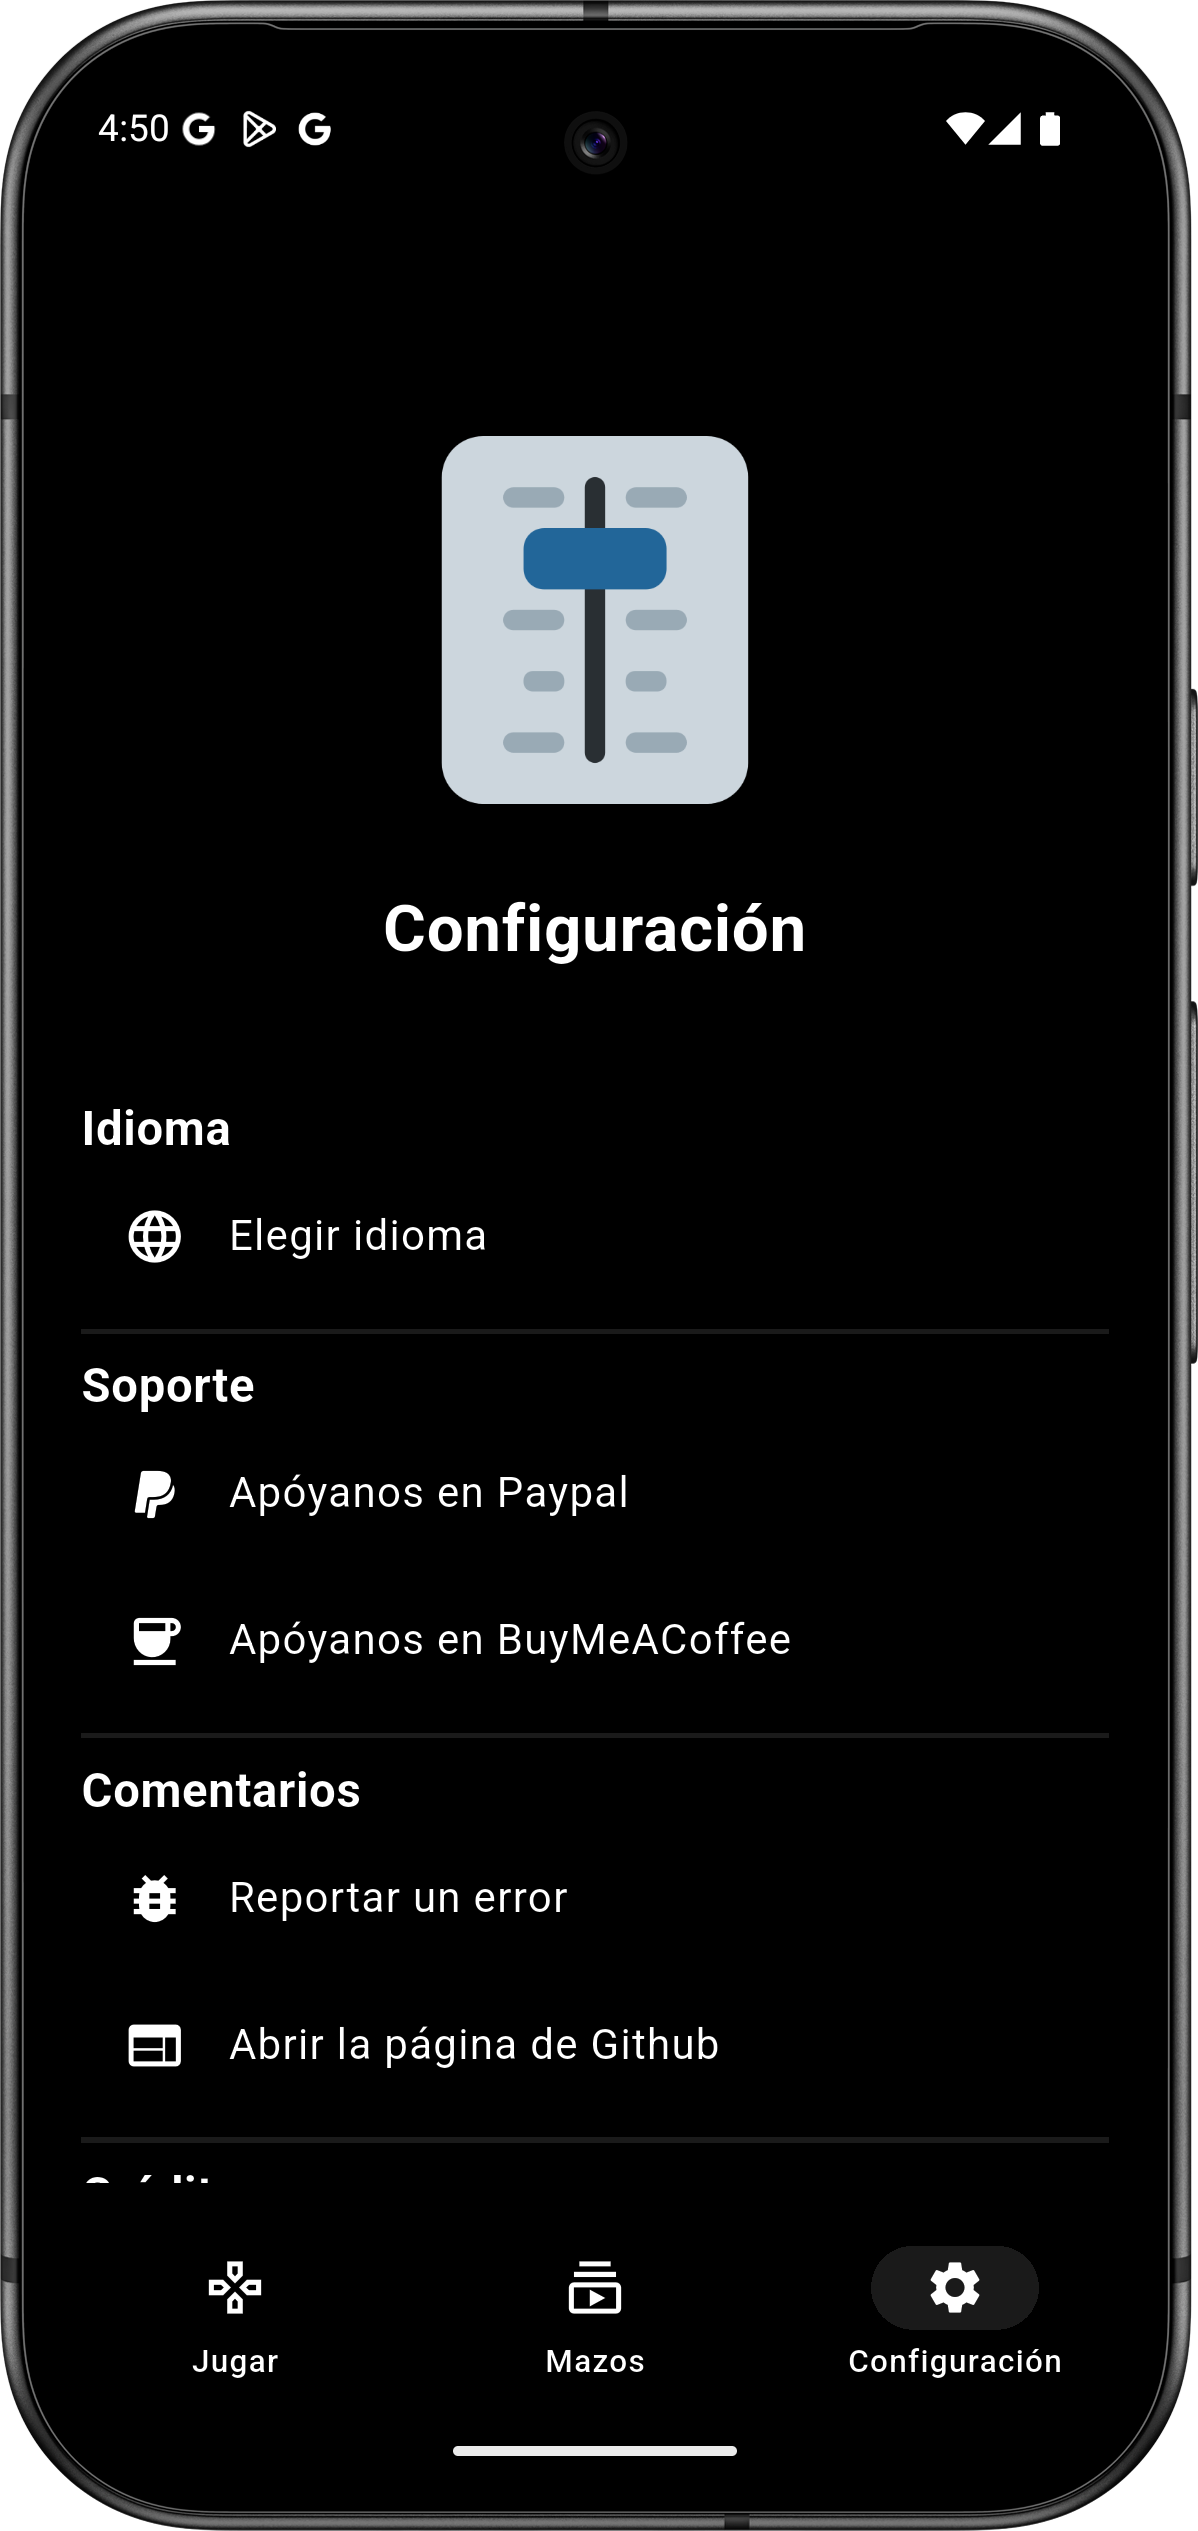 4:50
Configuración
Idioma
Elegir idioma
Soporte
Apóyanos en Paypal
Apóyanos en BuyMeACoffee
Comentarios
Reportar un error
Abrir la página de Github
Jugar
Mazos
Configuración